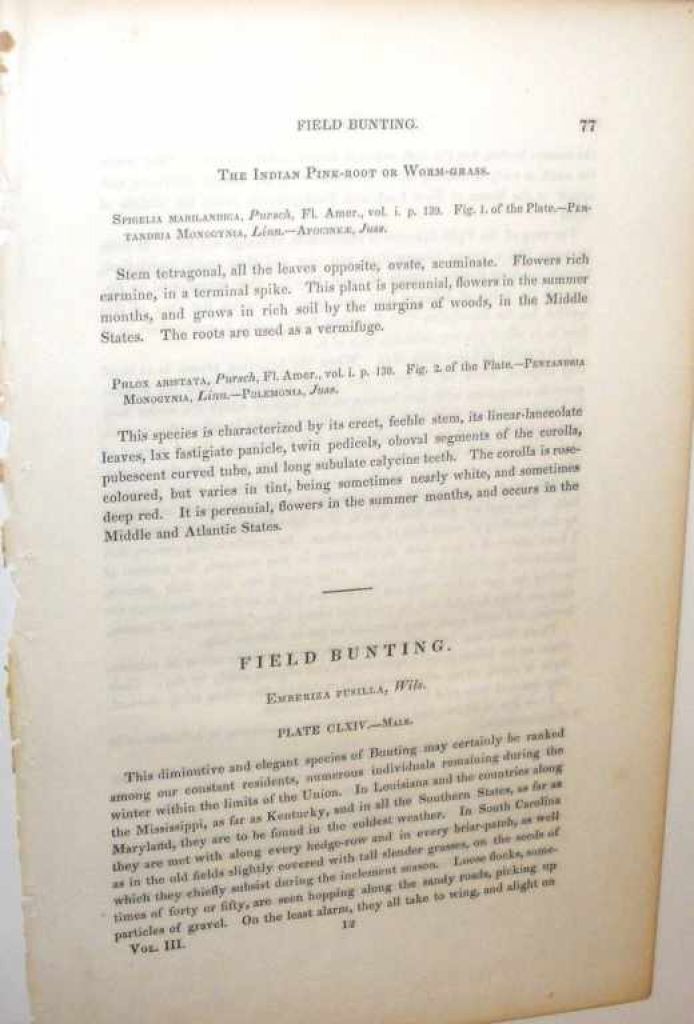 FIELD BUNTING. 77
The Indian Pink-root or Worm-grass.
Spigelia marilandica, Pursch, Fl. Amer., vol. i. p. 139. Fig. 1. of the Plate.—Pen-
tandria Monogynia, Linn.—Apocineæ, Juss.
Stem tetragonal, all the leaves opposite, ovate, acuminate. Flowers rich
carmine, in a terminal spike. This plant is perennial, flowers in the summer
months, and grows in rich soil by the margins of woods, in the Middle
States. The roots are used as a vermifuge.
Phlox aristata, Pursch, Fl. Amer., vol. i. p. 130. Fig. 2. of the Plate.—Pentandria
Monogynia, Linn.—Polemonia, Juss.
This species is characterized by its erect, feeble stem, its linear-lanceolate
leaves, lax fastigiate panicle, twin pedicels, oboval segments of the corolla,
pubescent curved tube, and long subulate calycine teeth. The corolla is rose-
coloured, but varies in tint, being sometimes nearly white, and sometimes
deep red. It is perennial, flowers in the summer months, and occurs in the
Middle and Atlantic States.
FIELD BUNTING.
Emberiza pusilla, Wils.
PLATE CLXIV.—Male.
This diminutive and elegant species of Bunting may certainly be ranked
among our constant residents, numerous individuals remaining during the
winter within the limits of the Union. In Louisiana and the countries along
the Mississippi, as far as Kentucky, and in all the Southern States, as far as
Maryland, they are to be found in the coldest weather. In South Carolina
they are met with along every hedge-row and in every briar-patch, as well
as in the old fields slightly covered with tall slender grasses, on the seeds of
which they chiefly subsist during the inclement season. Loose flocks, some-
times of forty or fifty, are seen hopping along the sandy roads, picking up
particles of gravel. On the least alarm, they all take to wing, and alight on
Vol. III. 12